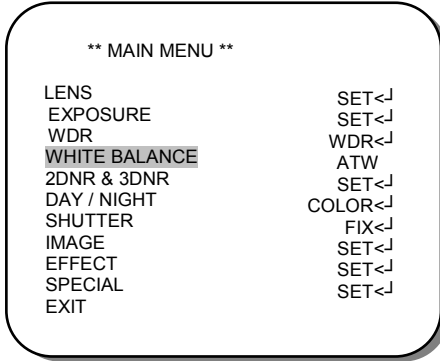 ** MAIN MENU **
LENS SET<┘
EXPOSURE SET<┘
WDR WDR<┘
WHITE BALANCE ATW
2DNR & 3DNR SET<┘
DAY / NIGHT COLOR<┘
SHUTTER FIX<┘
IMAGE SET<┘
EFFECT SET<┘
SPECIAL SET<┘
EXIT